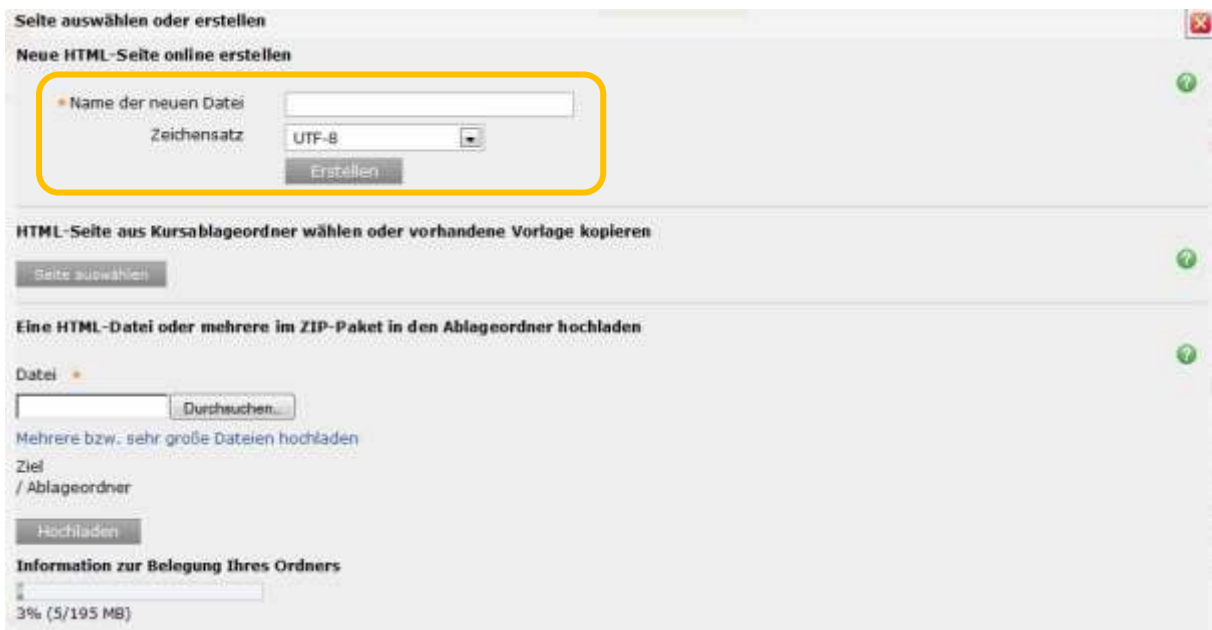 Seite auswählen oder erstellen
Neue HTML-Seite online erstellen
* Name der neuen Datei
Zeichensatz UTF-8
Erstellen
HTML-Seite aus Kursablageordner wählen oder vorhandene Vorlage kopieren
Seite auswählen
Eine HTML-Datei oder mehrere im ZIP-Paket in den Ablageordner hochladen
Datei *
Durchsuchen...
Mehrere bzw. sehr große Dateien hochladen
Ziel
/ Ablageordner
Hochladen
Information zur Belegung Ihres Ordners
3% (5/195 MB)